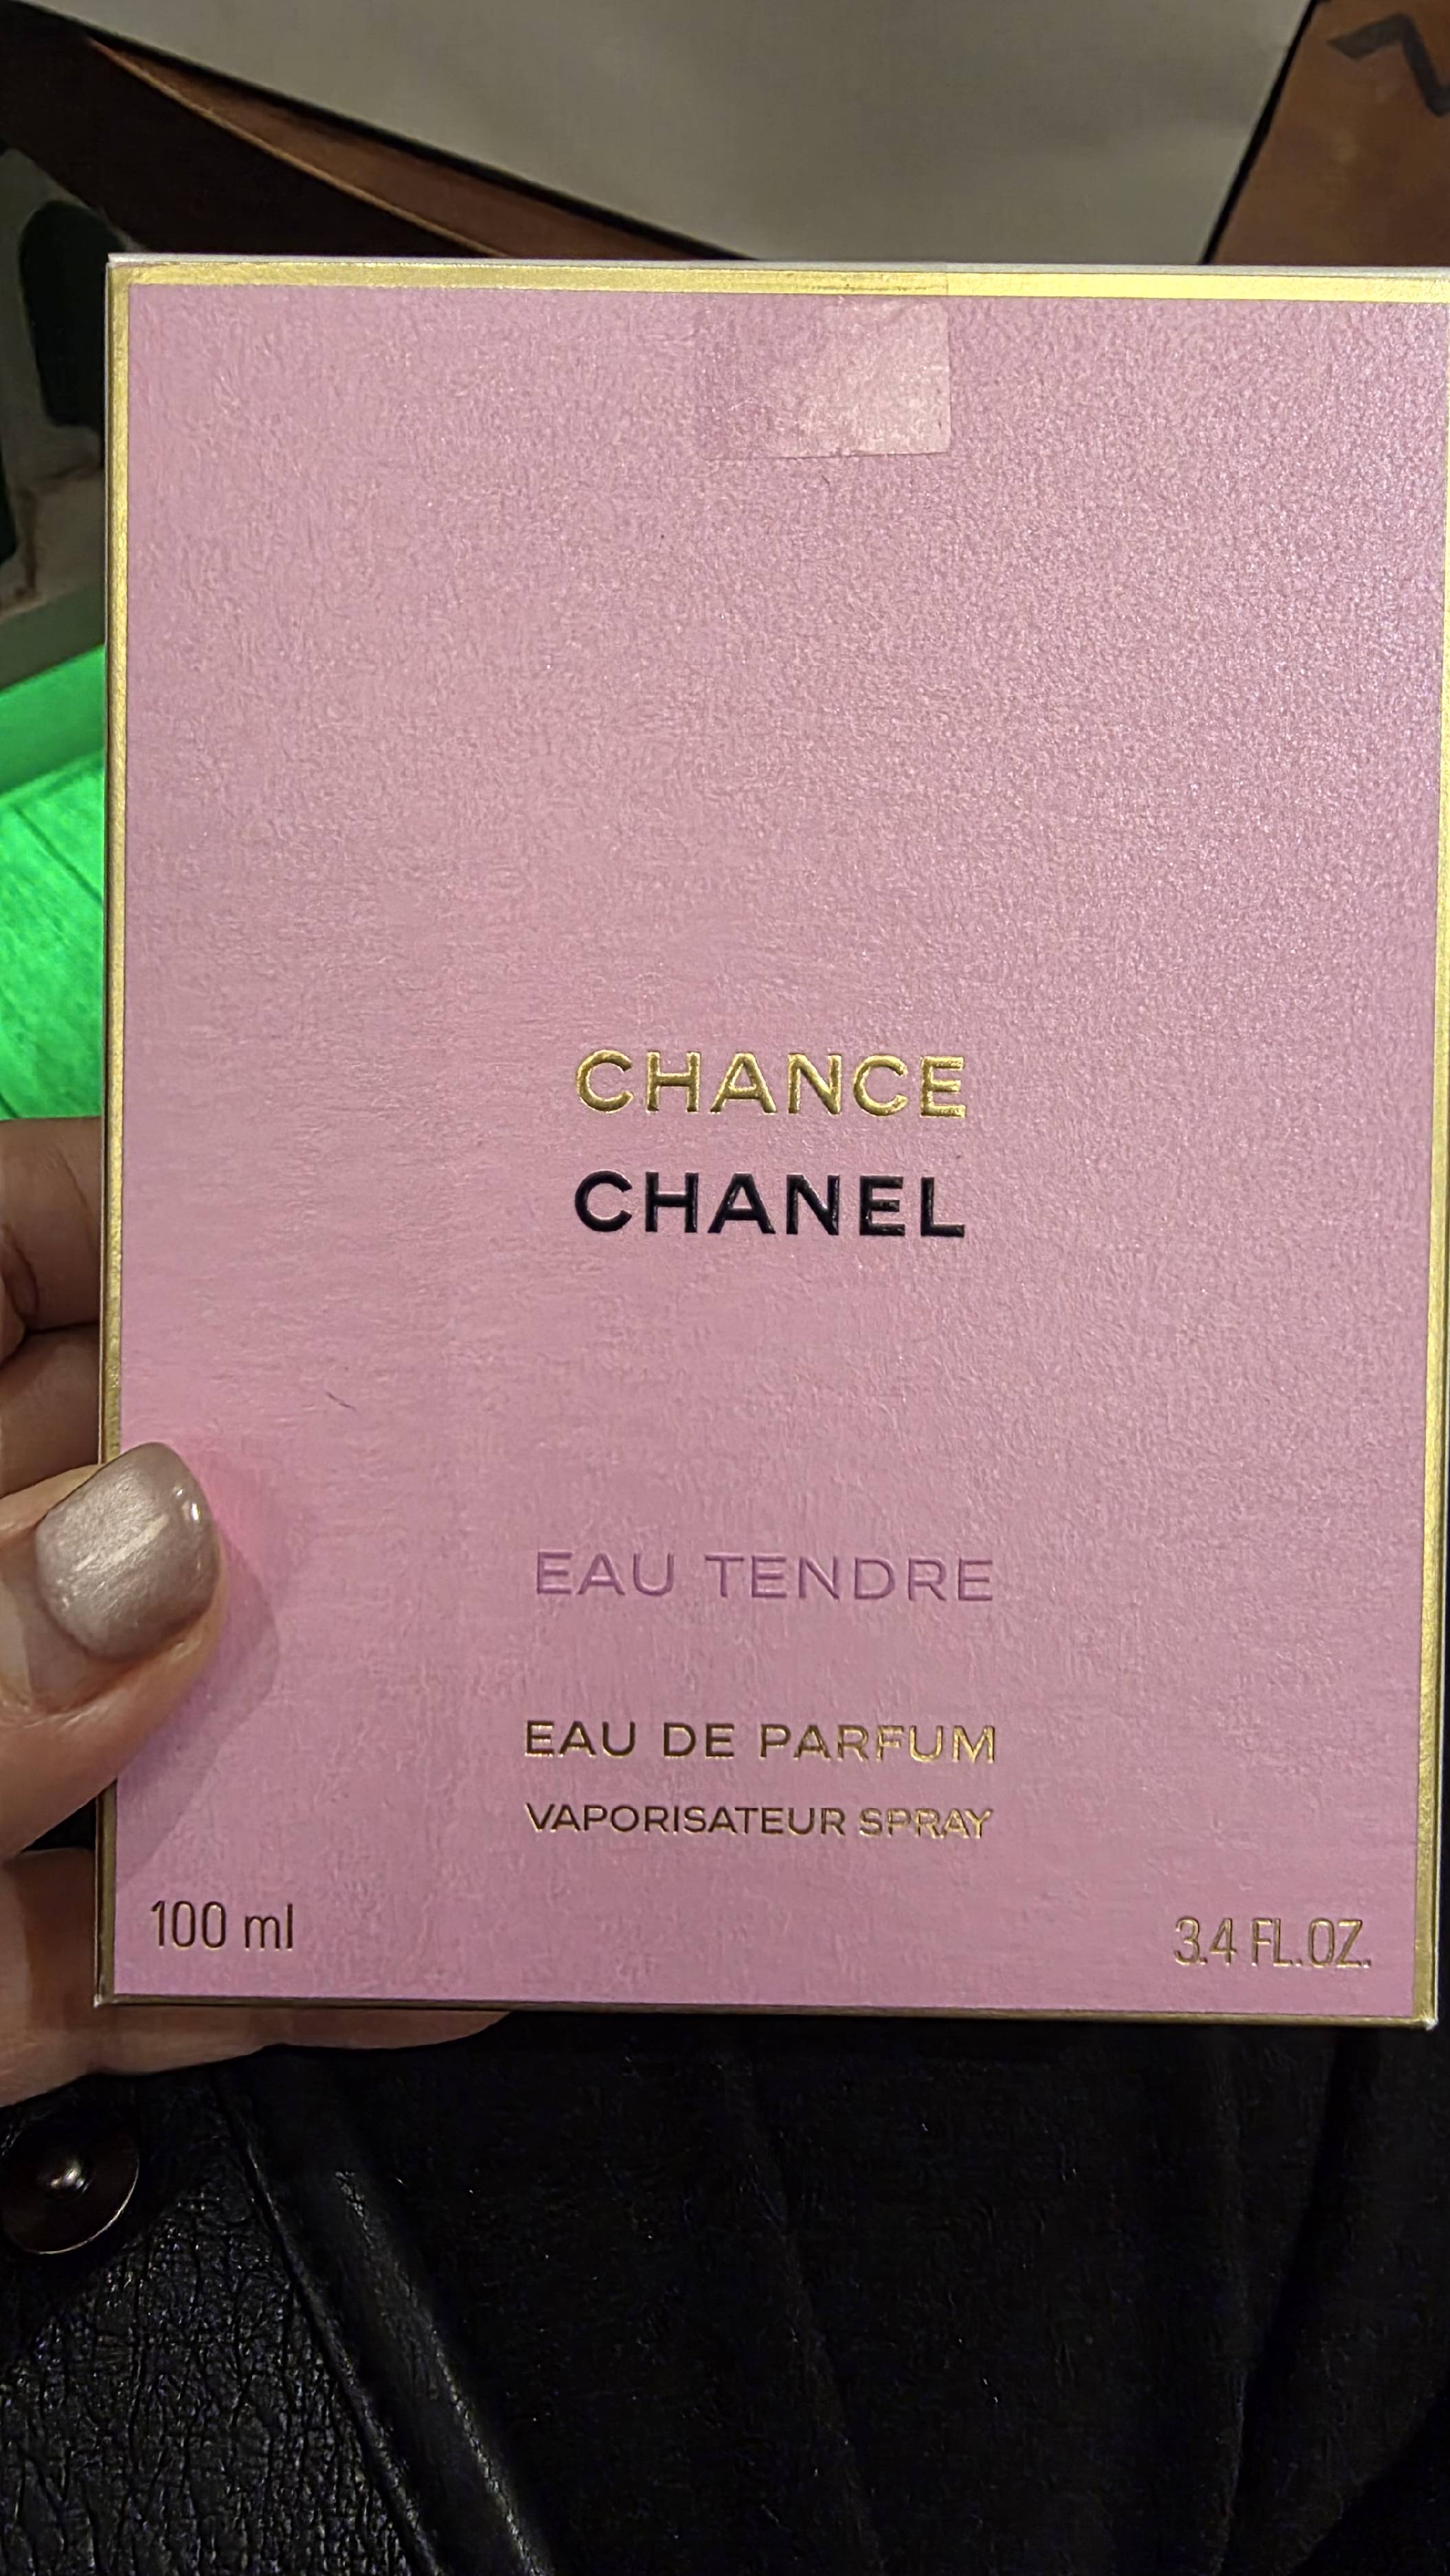 CHANCE
CHANEL
EAU TENDRE
EAU DE PARFUM
VAPORISATEUR SPRAY
100 ml
3.4 FL.OZ.